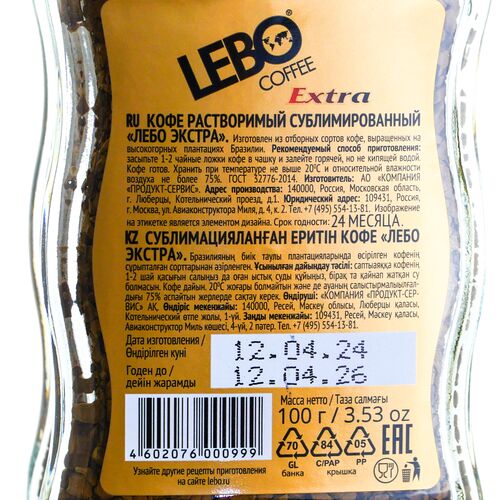 LEBO
COFFEE
Extra
RU КОФЕ РАСТВОРИМЫЙ СУБЛИМИРОВАННЫЙ
«ЛЕБО ЭКСТРА». Изготовлен из отборных сортов кофе, выращенных на
высокогорных плантациях Бразилии. Рекомендуемый способ приготовления:
засыпьте 1-2 чайные ложки кофе в чашку и залейте горячей, но не кипящей водой.
Кофе готов. Хранить при температуре не выше 20⁰С и относительной влажности
воздуха не более 75%. ГОСТ 32776-2014. Изготовитель: АО «КОМПАНИЯ
«ПРОДУКТ-СЕРВИС». Адрес производства: 140000, Россия, Московская область,
г. Люберцы, Котельнический проезд, д.1. Юридический адрес: 109431, Россия,
г. Москва, ул. Авиаконструктора Миля, д.4, к. 2. Тел. +7 (495) 554-13-81. Изображение
на этикетке является элементом дизайна. Срок годности: 24 МЕСЯЦА.
KZ СУБЛИМАЦИЯЛАНҒАН ЕРИТІН КОФЕ «ЛЕБО
ЭКСТРА». Бразилияның биік таулы плантацияларында өсірілген кофенің
сұрыпталған сорттарынан әзірленген. Ұсынылған дайындау тәсілі: саптыаяққа кофенің
1-2 шай қасығын салыңыз да оған ыстық суды құйыңыз, бірақ та қайнап жатқан су
болмасын. Кофе дайын. 20⁰С жоғары болмайтын және де ауаның салыстырмалы ылғал-
дығы 75% аспайтын жерлерде сақтау керек. Өндіруші: «КОМПАНИЯ «ПРОДУКТ-СЕР-
ВИС» АҚ. Өндіріс мекенжайы: 140000, Ресей, Мәскеу облысы, Люберцы қаласы,
Котельнический өтпе жолы, 1-үй. Заңды мекенжайы: 109431, Ресей, Мәскеу қаласы,
Авиаконструктор Миль көшесі, 4-үй, 2 пәтер. Тел. +7 (495) 554-13-81.
Дата изготовления /
Өндірілген күні
12.04.24
Годен до /
дейін жарамды
12.04.26
Масса нетто / Таза салмағы
100 г / 3.53 oz
4602076000999
70 84 05
GL C/PAP PP
банка крышка
EAC
Узнайте другие рецепты приготовления
на сайте lebo.ru